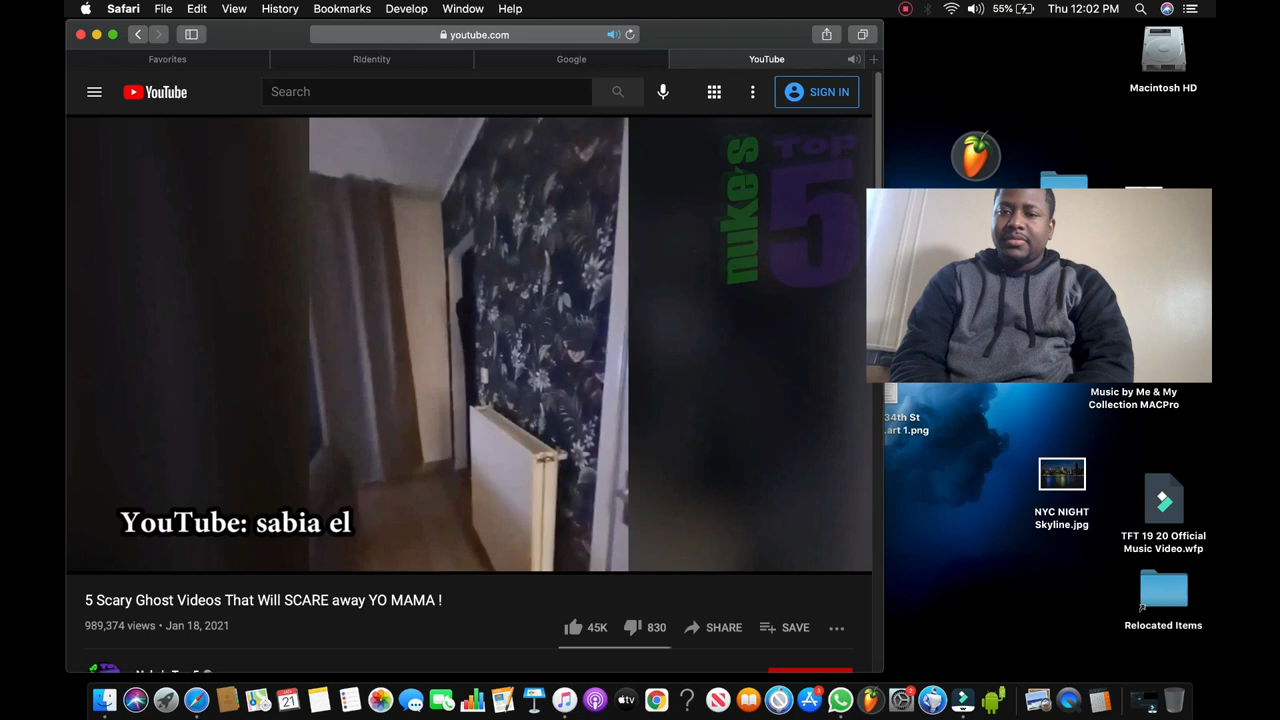 Safari File Edit View History Bookmarks Develop Window Help
55% Thu 12:02 PM
youtube.com
Favorites RIdentity Google YouTube
YouTube
Search
SIGN IN
nuke's
Top
5
YouTube: sabia el
5 Scary Ghost Videos That Will SCARE away YO MAMA !
989,374 views • Jan 18, 2021
45K 830 SHARE SAVE
Macintosh HD
Music by Me & My
Collection MACPro
34th St
.art 1.png
NYC NIGHT
Skyline.jpg
TFT 19 20 Official
Music Video.wfp
Relocated Items
21
tv